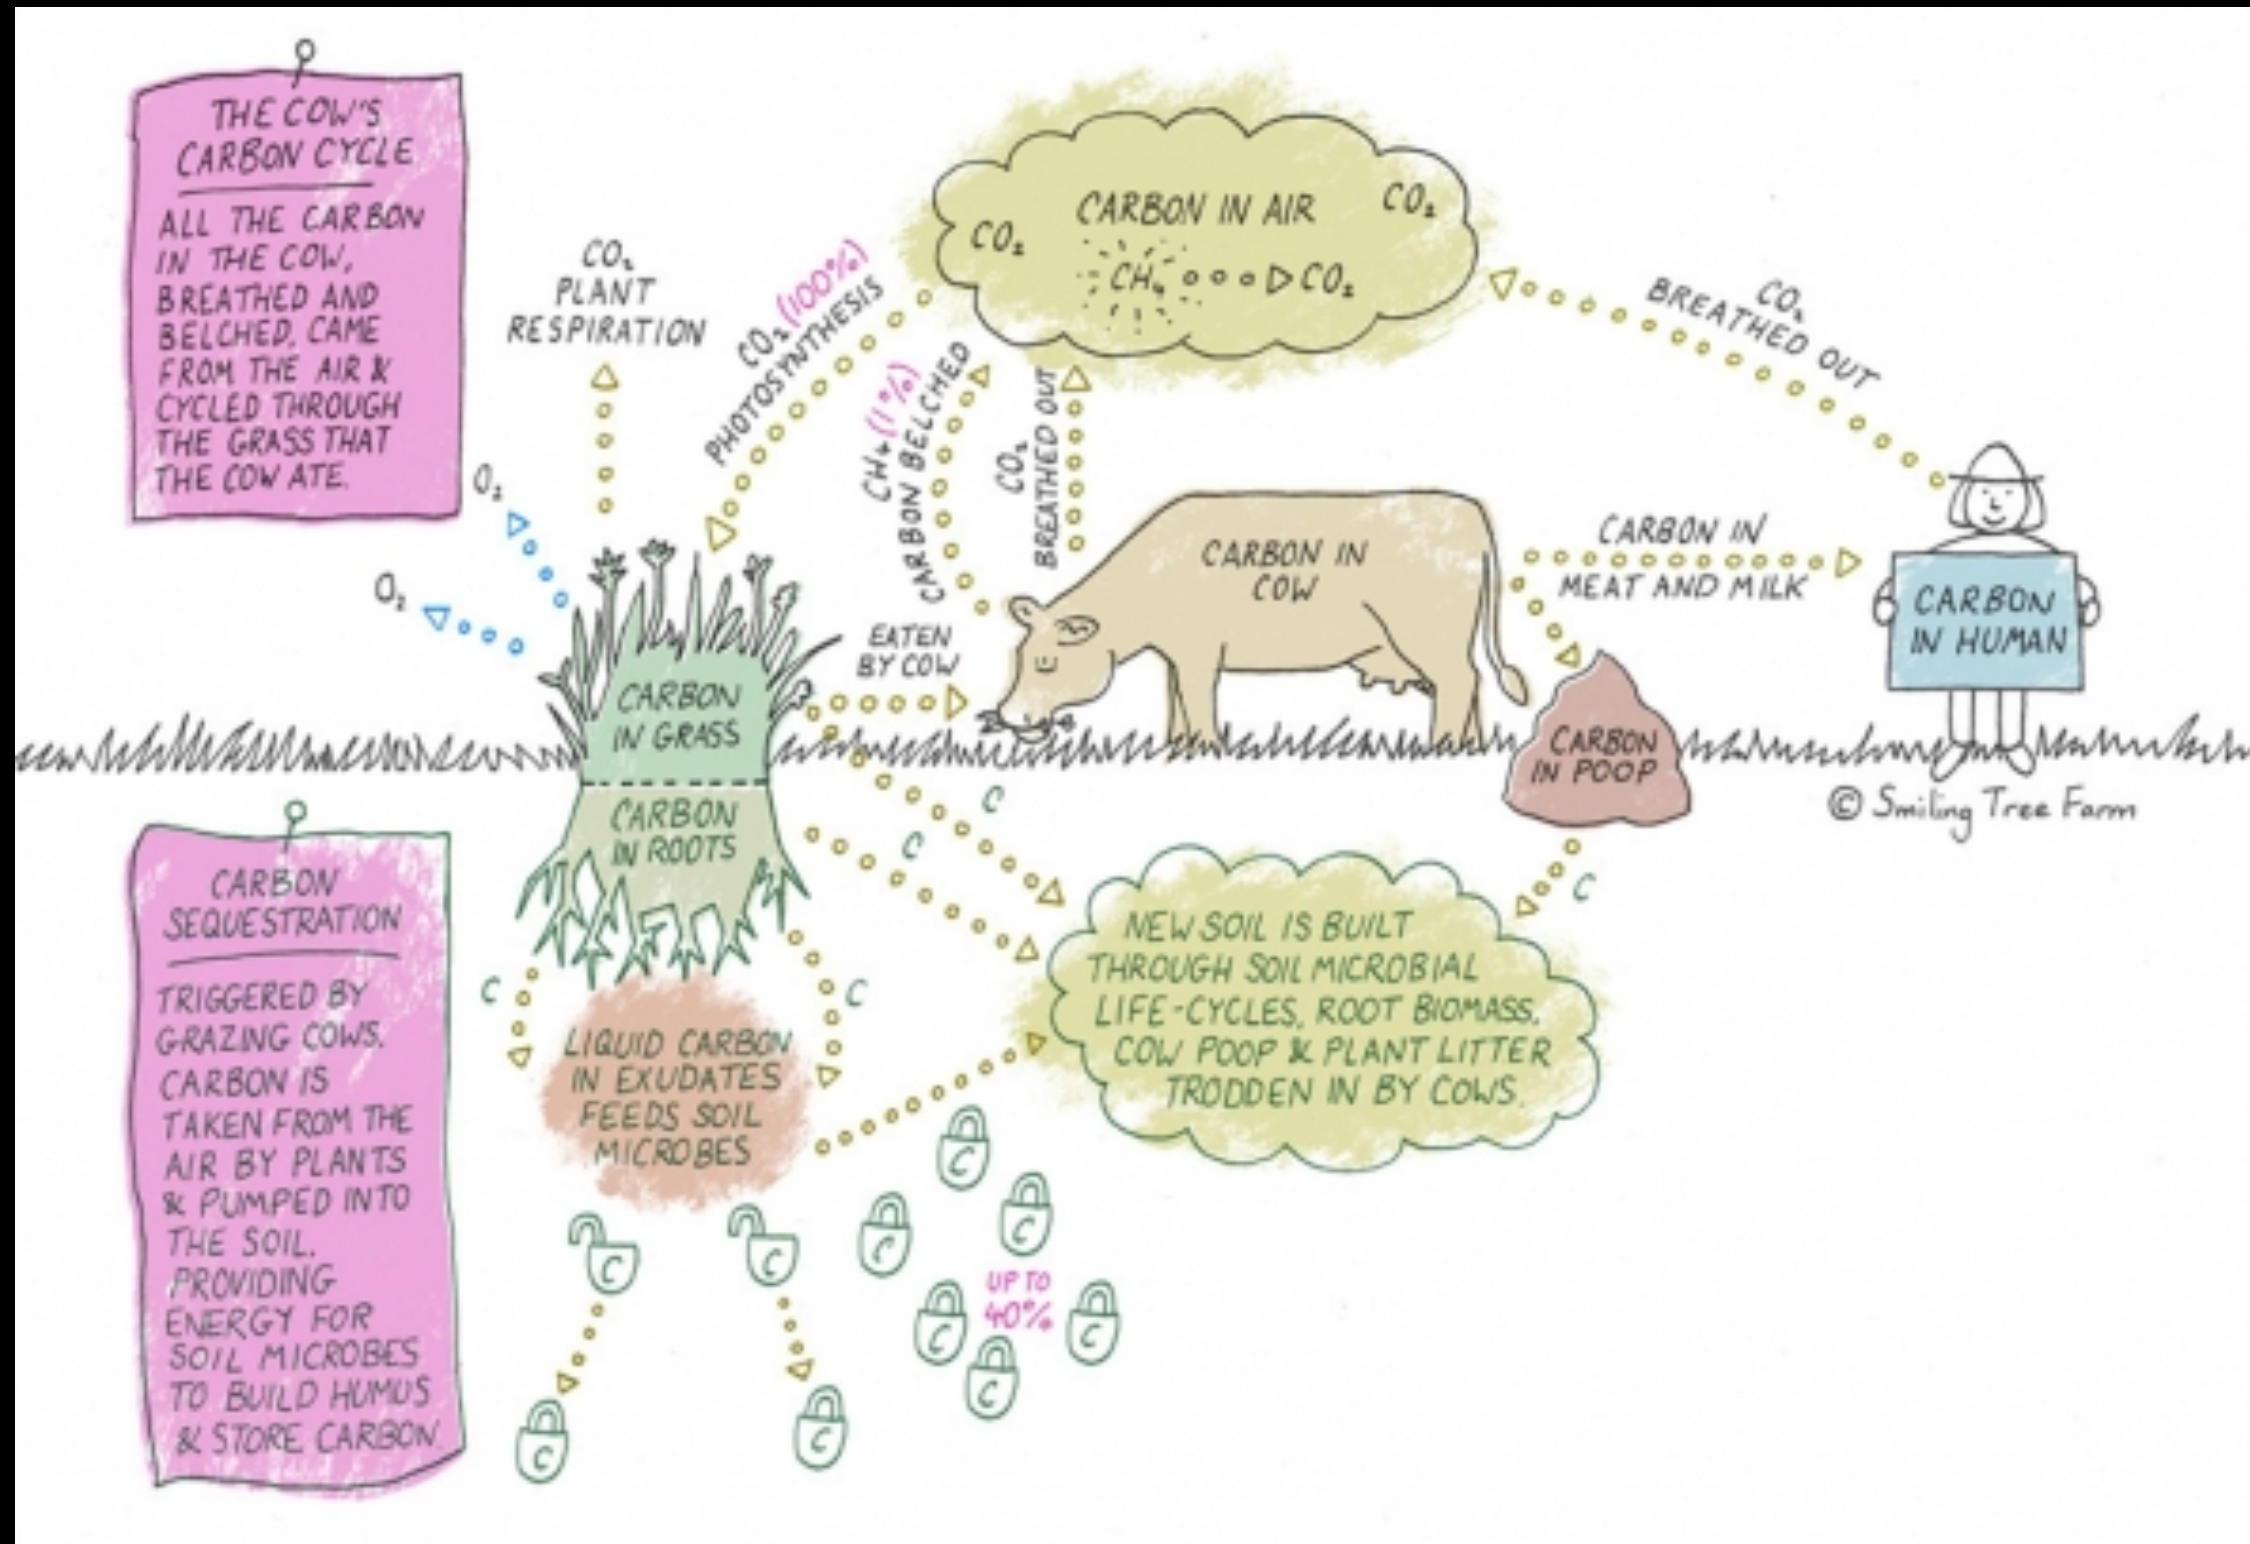 THE COW'S
CARBON CYCLE
ALL THE CARBON
IN THE COW,
BREATHED AND
BELCHED, CAME
FROM THE AIR &
CYCLED THROUGH
THE GRASS THAT
THE COW ATE.
CO₂
PLANT
RESPIRATION
O₂
O₂
CO₂ (100%)
PHOTOSYNTHESIS
CARBON IN AIR
CO₂
CO₂
CH₄
CO₂
CH₄ (1%)
CARBON BELCHED
CO₂
BREATHED OUT
CO₂
BREATHED OUT
EATEN
BY COW
CARBON IN
COW
CARBON IN
MEAT AND MILK
CARBON
IN HUMAN
CARBON
IN GRASS
CARBON
IN POOP
© Smiling Tree Farm
CARBON
IN ROOTS
C
C
C
C
C
CARBON
SEQUESTRATION
TRIGGERED BY
GRAZING COWS.
CARBON IS
TAKEN FROM THE
AIR BY PLANTS
& PUMPED INTO
THE SOIL.
PROVIDING
ENERGY FOR
SOIL MICROBES
TO BUILD HUMUS
& STORE CARBON.
LIQUID CARBON
IN EXUDATES
FEEDS SOIL
MICROBES
NEW SOIL IS BUILT
THROUGH SOIL MICROBIAL
LIFE-CYCLES, ROOT BIOMASS,
COW POOP & PLANT LITTER
TRODDEN IN BY COWS.
C
C
C
C
C
UP TO
40%
C
C
C
C
C